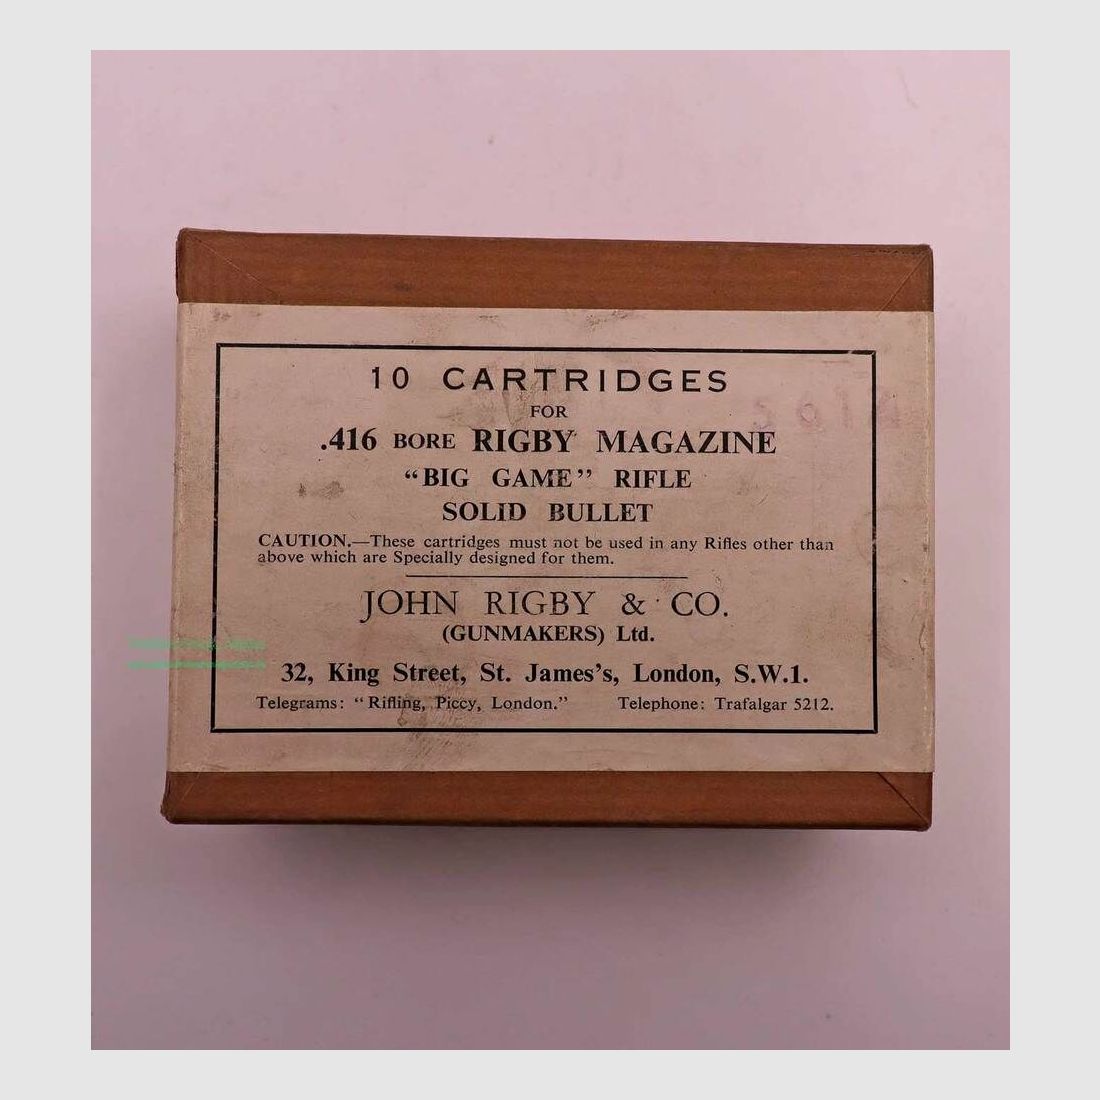 10 CARTRIDGES
FOR
.416 BORE RIGBY MAGAZINE
“BIG GAME” RIFLE
SOLID BULLET
CAUTION.—These cartridges must not be used in any Rifles other than
above which are Specially designed for them.
JOHN RIGBY & CO.
(GUNMAKERS) Ltd.
32, King Street, St. James’s, London, S.W.1.
Telegrams: “Rifling, Piccy, London.” Telephone: Trafalgar 5212.